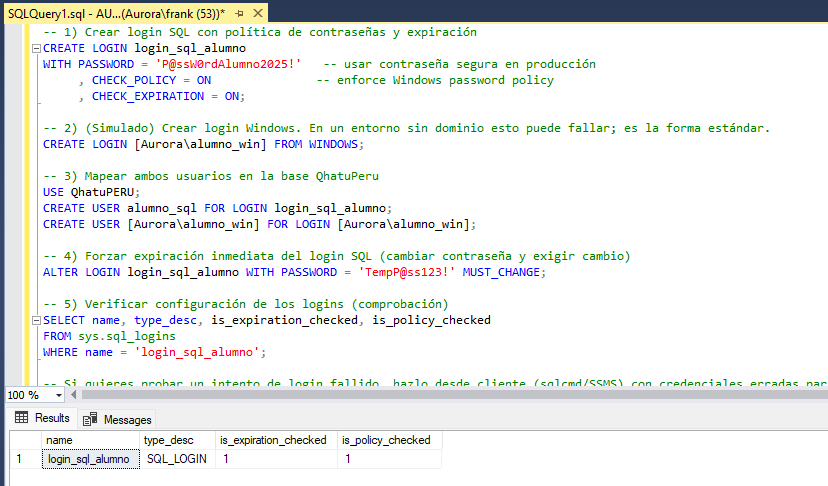 SQLQuery1.sql - AU...(Aurora\frank (53))*
-- 1) Crear login SQL con política de contraseñas y expiración
CREATE LOGIN login_sql_alumno
WITH PASSWORD = 'P@ssW0rdAlumno2025!' -- usar contraseña segura en producción
, CHECK_POLICY = ON -- enforce Windows password policy
, CHECK_EXPIRATION = ON;
-- 2) (Simulado) Crear login Windows. En un entorno sin dominio esto puede fallar; es la forma estándar.
CREATE LOGIN [Aurora\alumno_win] FROM WINDOWS;
-- 3) Mapear ambos usuarios en la base QhatuPeru
USE QhatuPERU;
CREATE USER alumno_sql FOR LOGIN login_sql_alumno;
CREATE USER [Aurora\alumno_win] FOR LOGIN [Aurora\alumno_win];
-- 4) Forzar expiración inmediata del login SQL (cambiar contraseña y exigir cambio)
ALTER LOGIN login_sql_alumno WITH PASSWORD = 'TempP@ss123!' MUST_CHANGE;
-- 5) Verificar configuración de los logins (comprobación)
SELECT name, type_desc, is_expiration_checked, is_policy_checked
FROM sys.sql_logins
WHERE name = 'login_sql_alumno';
-- Si quieres probar un intento de login fallido, hazlo desde cliente (sqlcmd/SSMS) con credenciales erradas par
100 %
Results Messages
name type_desc is_expiration_checked is_policy_checked
1 login_sql_alumno SQL_LOGIN 1 1